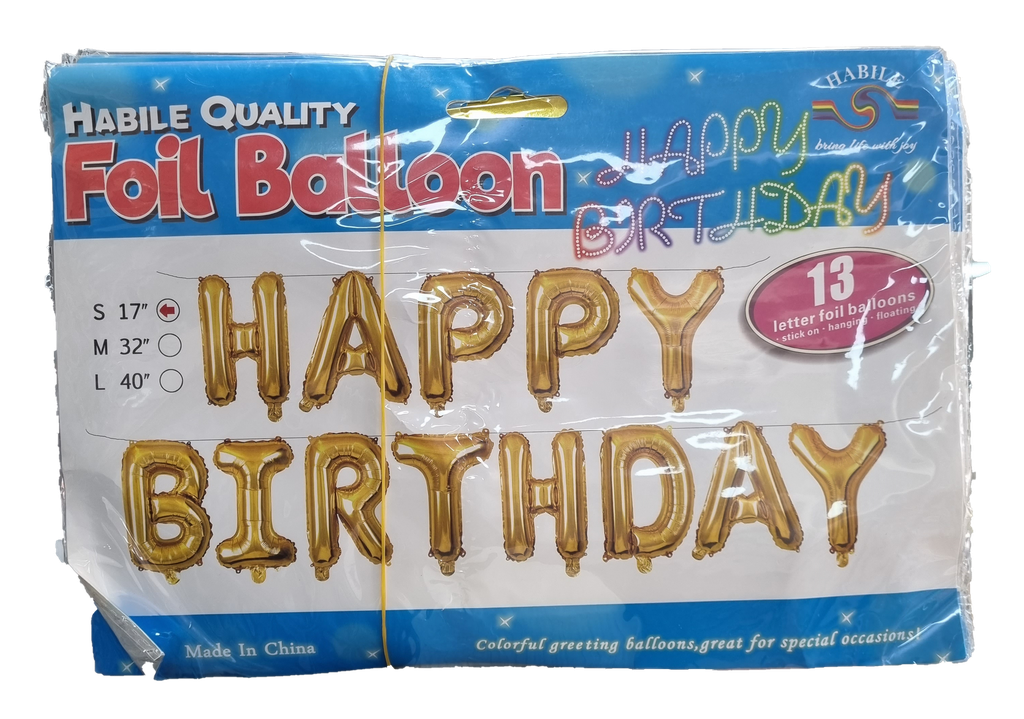 HABILE QUALITY
Foil Balloon
HAPPY
BIRTHDAY
HABILE
bring life with joy
S 17"
M 32"
L 40"
HAPPY
BIRTHDAY
13
letter foil balloons
· stick on · hanging · floating
Made In China
Colorful greeting balloons,great for special occasions!